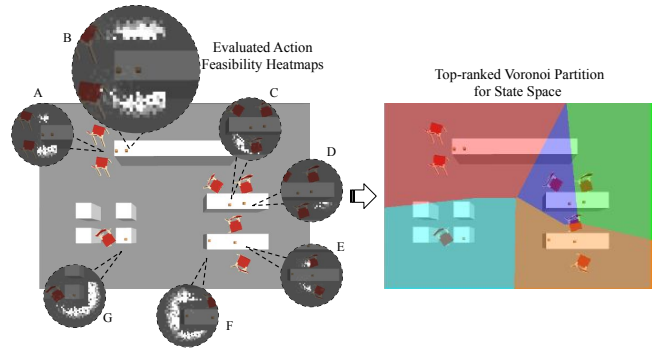 B
Evaluated Action
Feasibility Heatmaps
Top-ranked Voronoi Partition
for State Space
A
C
D
E
F
G